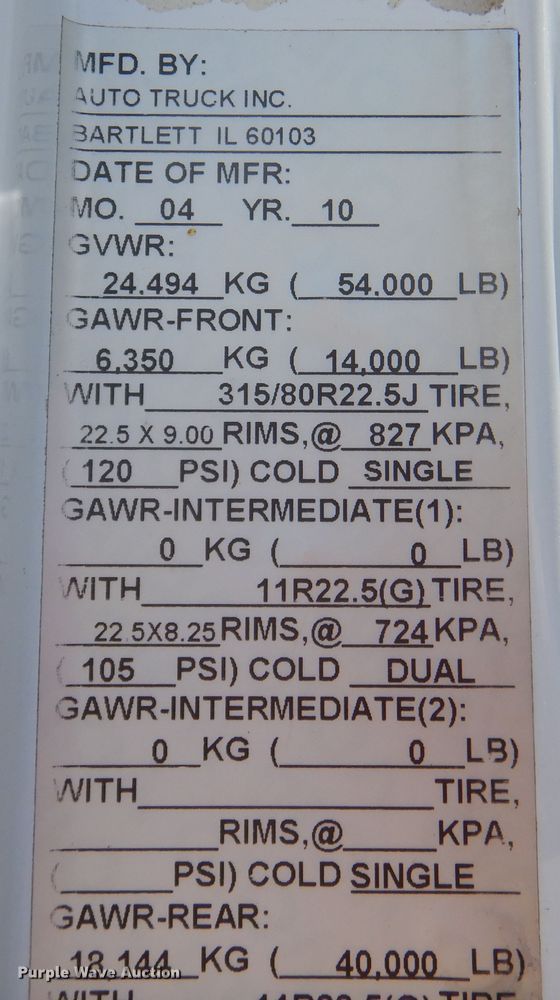 MFD. BY:
AUTO TRUCK INC.
BARTLETT IL 60103
DATE OF MFR:
MO. 04 YR. 10
GVWR:
24,494 KG ( 54,000 LB)
GAWR-FRONT:
6,350 KG ( 14,000 LB)
WITH 315/80R22.5J TIRE,
22.5 X 9.00 RIMS,@ 827 KPA,
( 120 PSI) COLD SINGLE
GAWR-INTERMEDIATE(1):
0 KG ( 0 LB)
WITH 11R22.5(G) TIRE,
22.5X8.25 RIMS,@ 724 KPA,
( 105 PSI) COLD DUAL
GAWR-INTERMEDIATE(2):
0 KG ( 0 LB)
WITH TIRE,
RIMS,@ KPA,
( PSI) COLD SINGLE
GAWR-REAR:
18,144 KG ( 40,000 LB)
Purple Wave Auction
WITH TIRE,